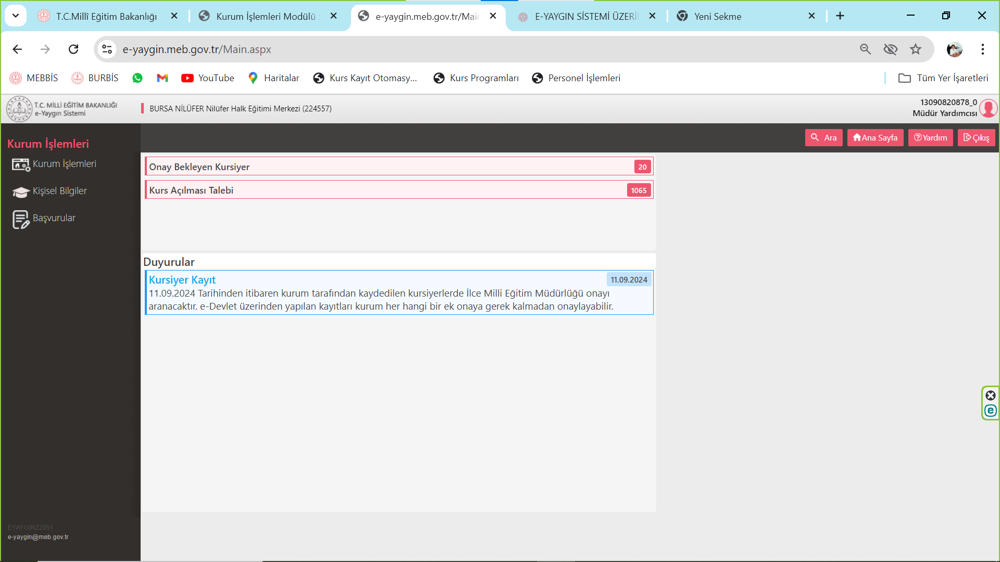 T.C.Millî Eğitim Bakanlığı
Kurum İşlemleri Modülü
e-yaygin.meb.gov.tr/Mai
E-YAYGIN SİSTEMİ ÜZERİ
Yeni Sekme
e-yaygin.meb.gov.tr/Main.aspx
MEBBİS
BURBİS
YouTube
Haritalar
Kurs Kayıt Otomasy...
Kurs Programları
Personel İşlemleri
Tüm Yer İşaretleri
T.C. MİLLİ EĞİTİM BAKANLIĞI
e-Yaygın Sistemi
BURSA NİLÜFER Nilüfer Halk Eğitimi Merkezi (224557)
13090820878_0
Müdür Yardımcısı
Ara
Ana Sayfa
Yardım
Çıkış
Kurum İşlemleri
Kurum İşlemleri
Kişisel Bilgiler
Başvurular
Onay Bekleyen Kursiyer 20
Kurs Açılması Talebi 1065
Duyurular
Kursiyer Kayıt 11.09.2024
11.09.2024 Tarihinden itibaren kurum tarafından kaydedilen kursiyerlerde İlce Milli Eğitim Müdürlüğü onayı
aranacaktır. e-Devlet üzerinden yapılan kayıtları kurum her hangi bir ek onaya gerek kalmadan onaylayabilir.
EYAYGIN22051
e-yaygin@meb.gov.tr